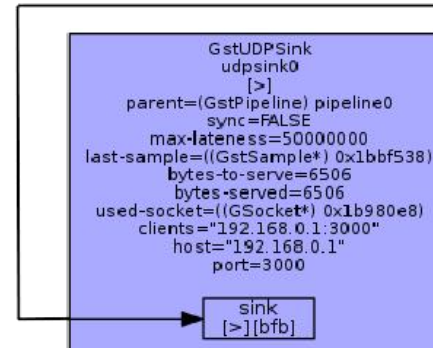 GstUDPSink
udpsink0
[>]
parent=(GstPipeline) pipeline0
sync=FALSE
max-lateness=50000000
last-sample=((GstSample*) 0x1bbf538)
bytes-to-serve=6506
bytes-served=6506
used-socket=((GSocket*) 0x1b980e8)
clients="192.168.0.1:3000"
host="192.168.0.1"
port=3000
sink
[>][bfb]